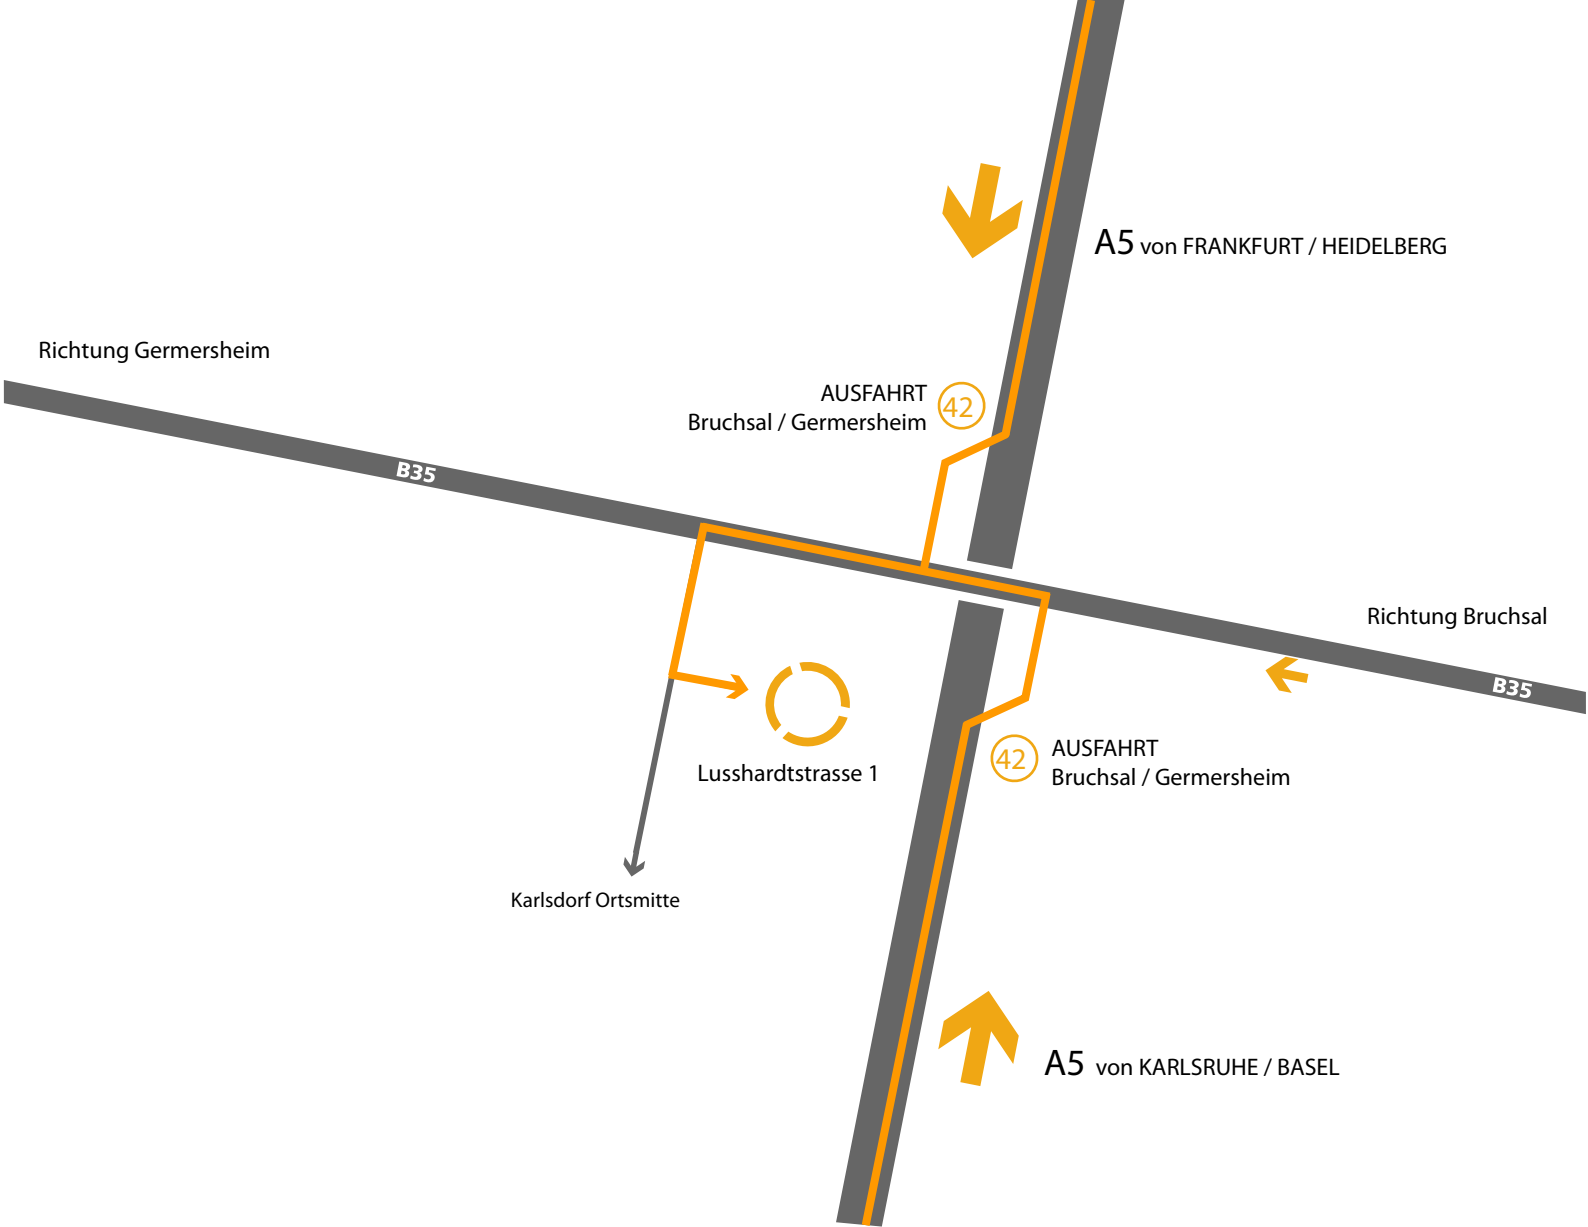 A5 von FRANKFURT / HEIDELBERG
Richtung Germersheim
AUSFAHRT
Bruchsal / Germersheim
42
B35
Richtung Bruchsal
B35
42
AUSFAHRT
Bruchsal / Germersheim
Lusshardtstrasse 1
Karlsdorf Ortsmitte
A5 von KARLSRUHE / BASEL